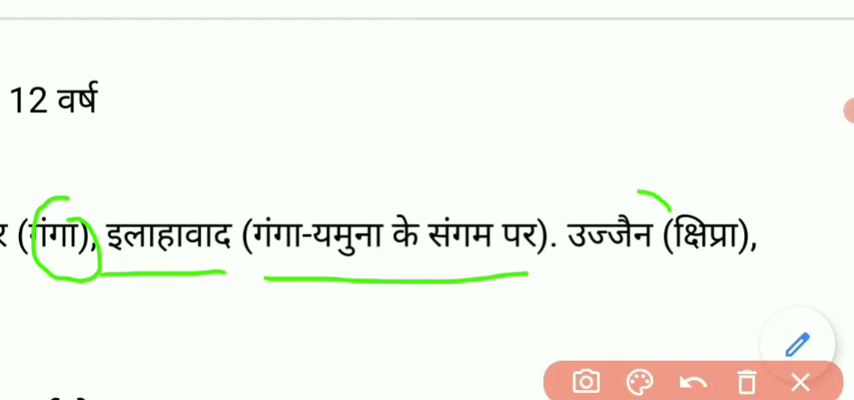 12 वर्ष
(गंगा), इलाहावाद (गंगा-यमुना के संगम पर). उज्जैन (क्षिप्रा),